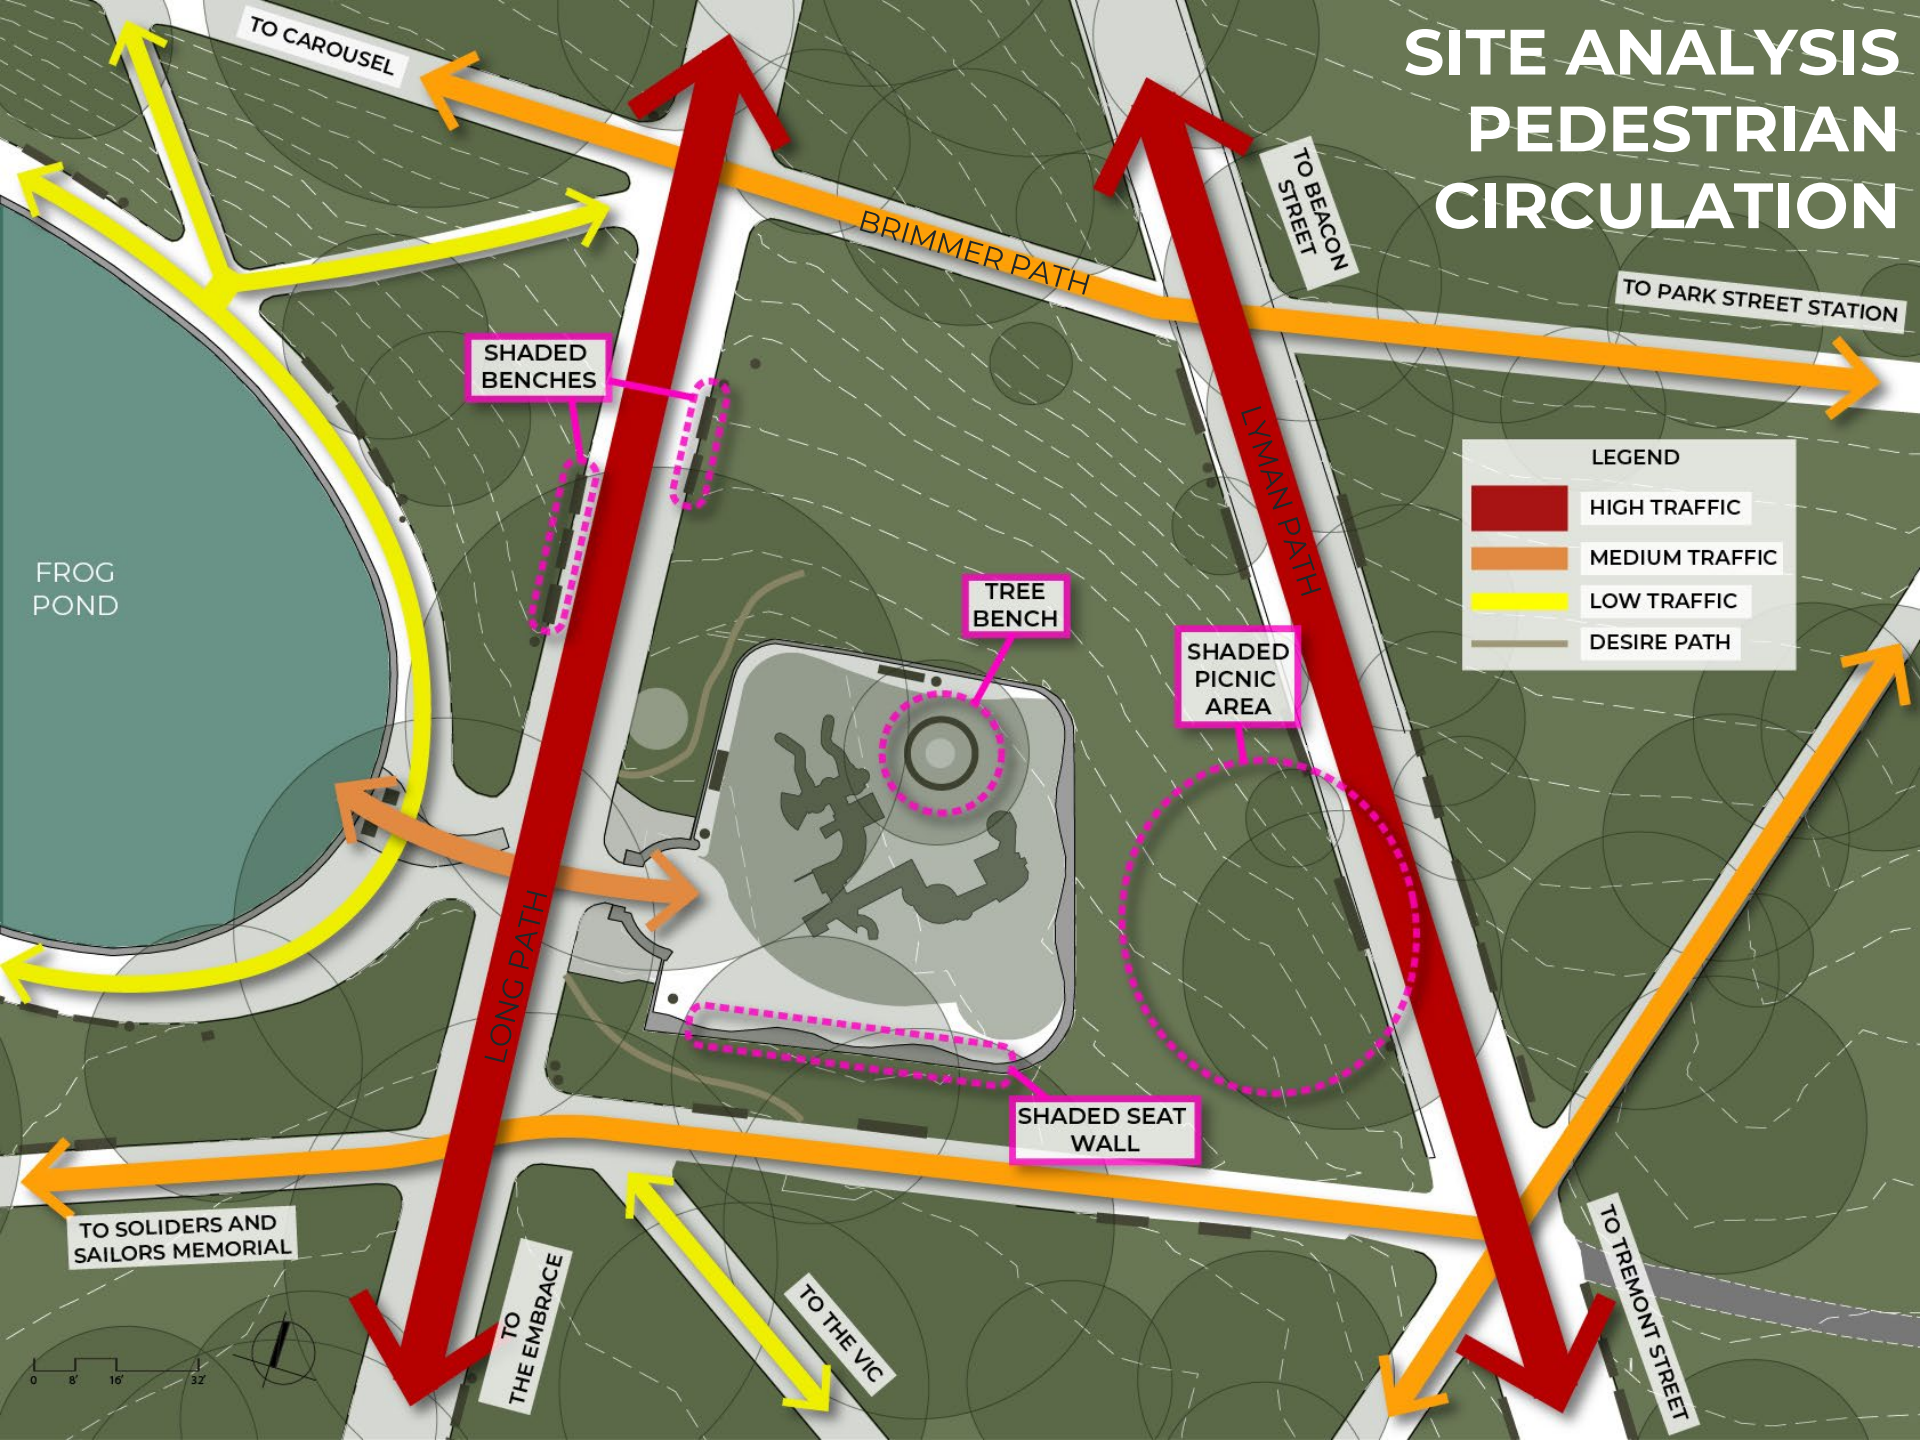 SITE ANALYSIS
PEDESTRIAN
CIRCULATION
TO CAROUSEL
TO BEACON
STREET
BRIMMER PATH
TO PARK STREET STATION
SHADED
BENCHES
LYMAN PATH
LEGEND
HIGH TRAFFIC
MEDIUM TRAFFIC
LOW TRAFFIC
DESIRE PATH
FROG
POND
TREE
BENCH
SHADED
PICNIC
AREA
LONG PATH
SHADED SEAT
WALL
TO SOLIDERS AND
SAILORS MEMORIAL
TO
THE EMBRACE
TO THE VIC
TO TREMONT STREET
0 8' 16' 32'